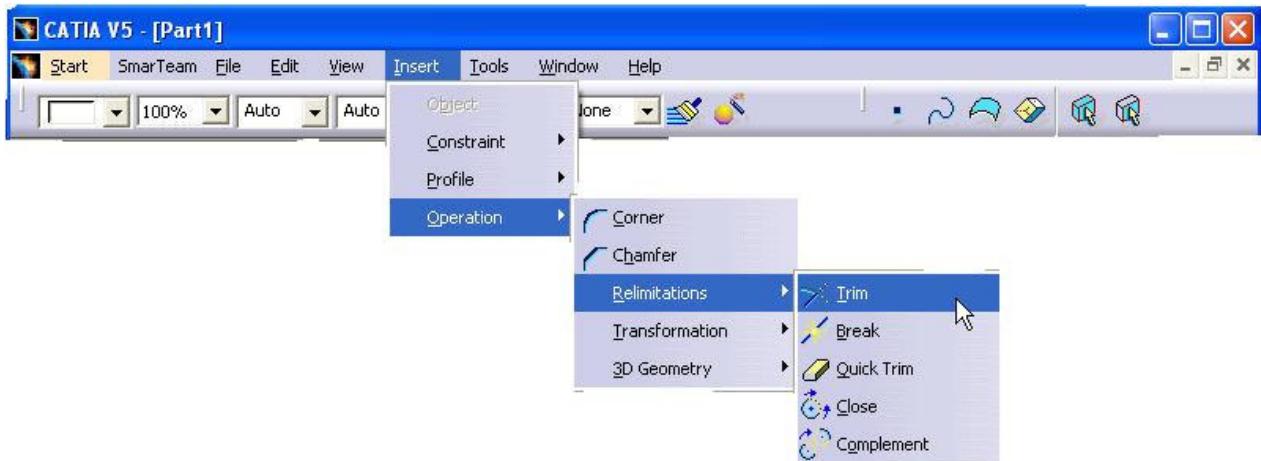 CATIA V5 - [Part1]
Start SmarTeam File Edit View Insert Tools Window Help
100% Auto Auto None
Object
Constraint
Profile
Operation
Corner
Chamfer
Relimitations
Trim
Transformation
Break
3D Geometry
Quick Trim
Close
Complement